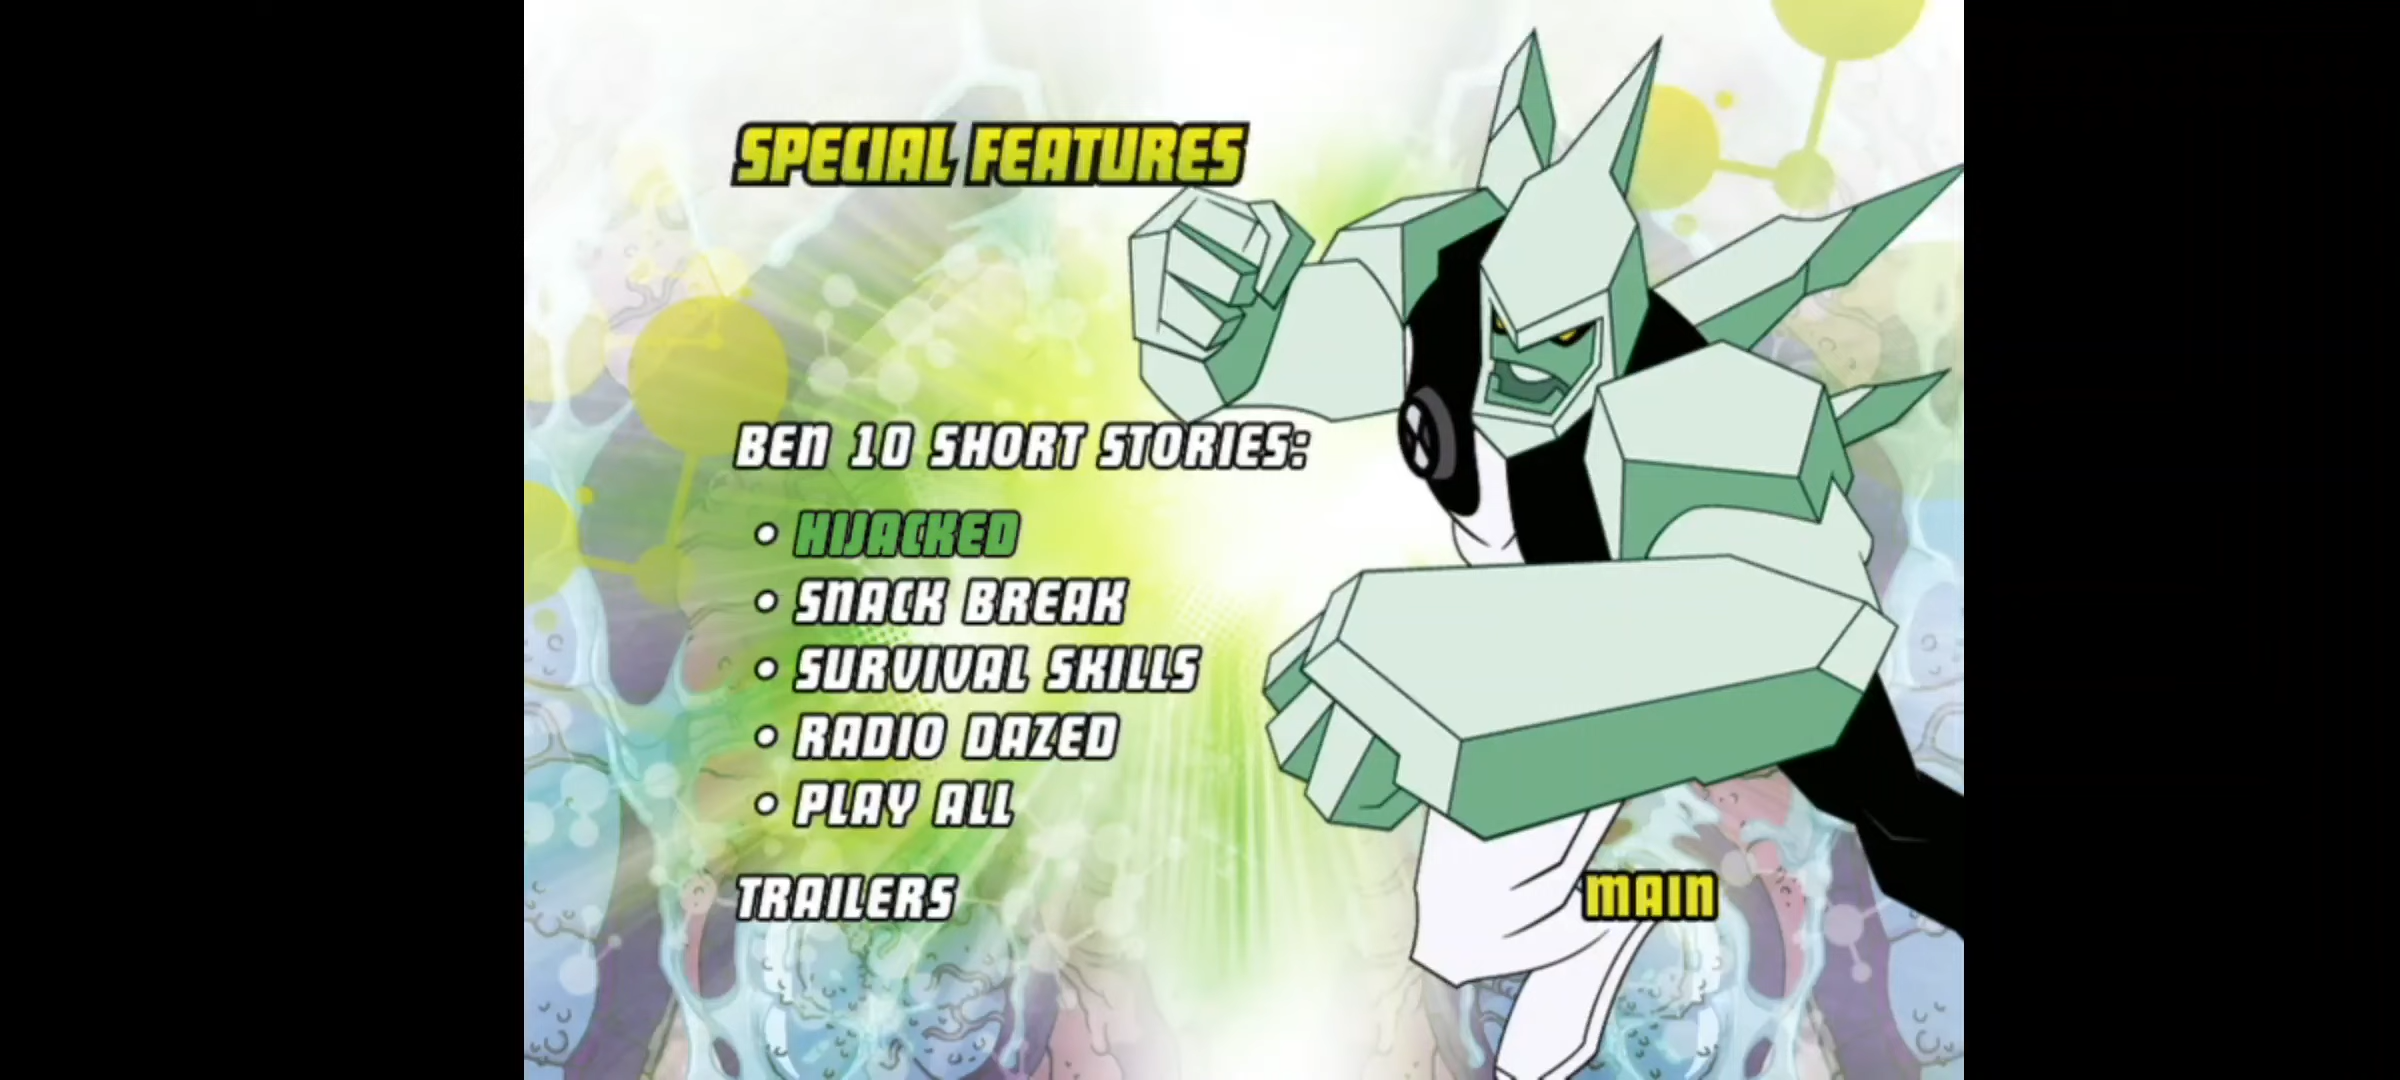 SPECIAL FEATURES
BEN 10 SHORT STORIES:
• HIJACKED
• SNACK BREAK
• SURVIVAL SKILLS
• RADIO DAZED
• PLAY ALL
TRAILERS
MAIN